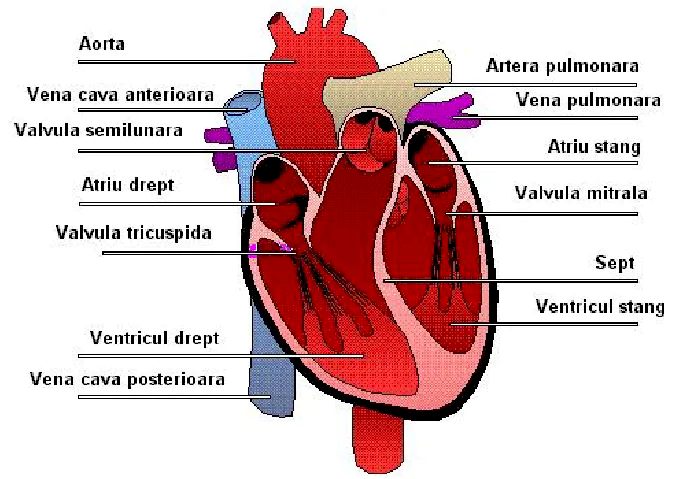 Aorta
Vena cava anterioara
Valvula semilunara
Atriu drept
Valvula tricuspida
Ventricul drept
Vena cava posterioara
Artera pulmonara
Vena pulmonara
Atriu stang
Valvula mitrala
Sept
Ventricul stang